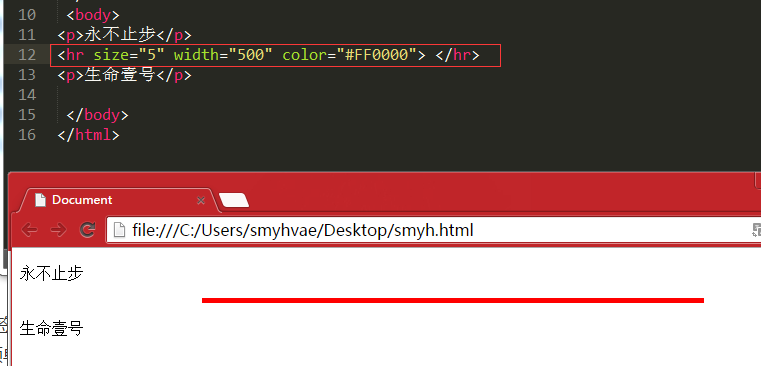 10 <body>
11 <p>永不止步</p>
12 <hr size="5" width="500" color="#FF0000"> </hr>
13 <p>生命壹号</p>
14
15 </body>
16 </html>
Document
file:///C:/Users/smyhvae/Desktop/smyh.html
永不止步
生命壹号